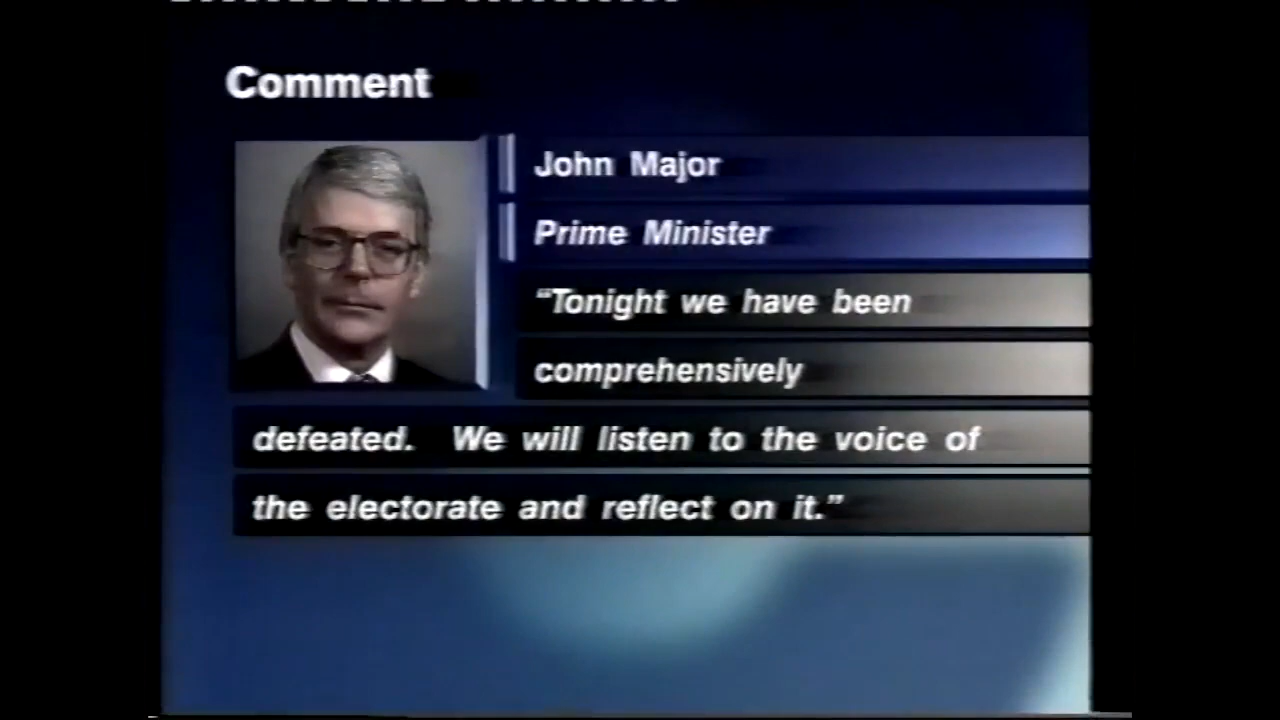 Comment
John Major
Prime Minister
“Tonight we have been
comprehensively
defeated. We will listen to the voice of
the electorate and reflect on it.”